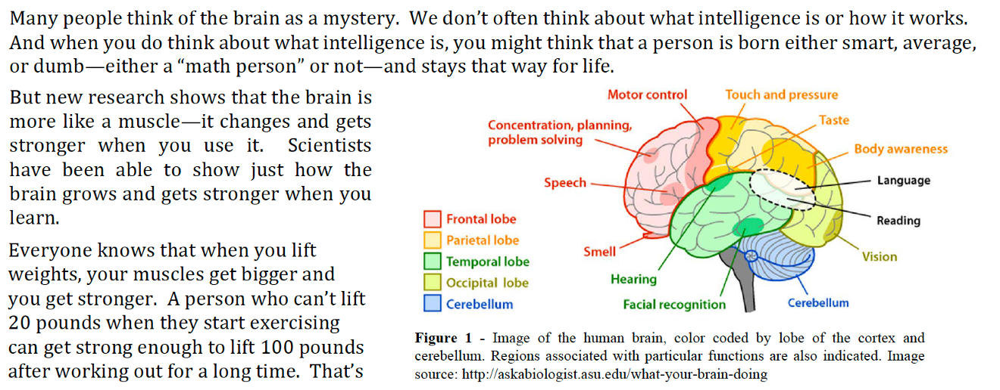 Many people think of the brain as a mystery.  We don’t often think about what intelligence is or how it works.
And when you do think about what intelligence is, you might think that a person is born either smart, average,
or dumb—either a “math person” or not—and stays that way for life.
But new research shows that the brain is
more like a muscle—it changes and gets
stronger when you use it.  Scientists
have been able to show just how the
brain grows and gets stronger when you
learn.
Everyone knows that when you lift
weights, your muscles get bigger and
you get stronger.  A person who can’t lift
20 pounds when they start exercising
can get strong enough to lift 100 pounds
after working out for a long time.  That’s
Motor control
Touch and pressure
Concentration, planning,
problem solving
Taste
Body awareness
Speech
Language
Reading
Frontal lobe
Parietal lobe
Temporal lobe
Occipital lobe
Cerebellum
Smell
Vision
Hearing
Facial recognition
Cerebellum
Figure 1 - Image of the human brain, color coded by lobe of the cortex and
cerebellum. Regions associated with particular functions are also indicated. Image
source: http://askabiologist.asu.edu/what-your-brain-doing